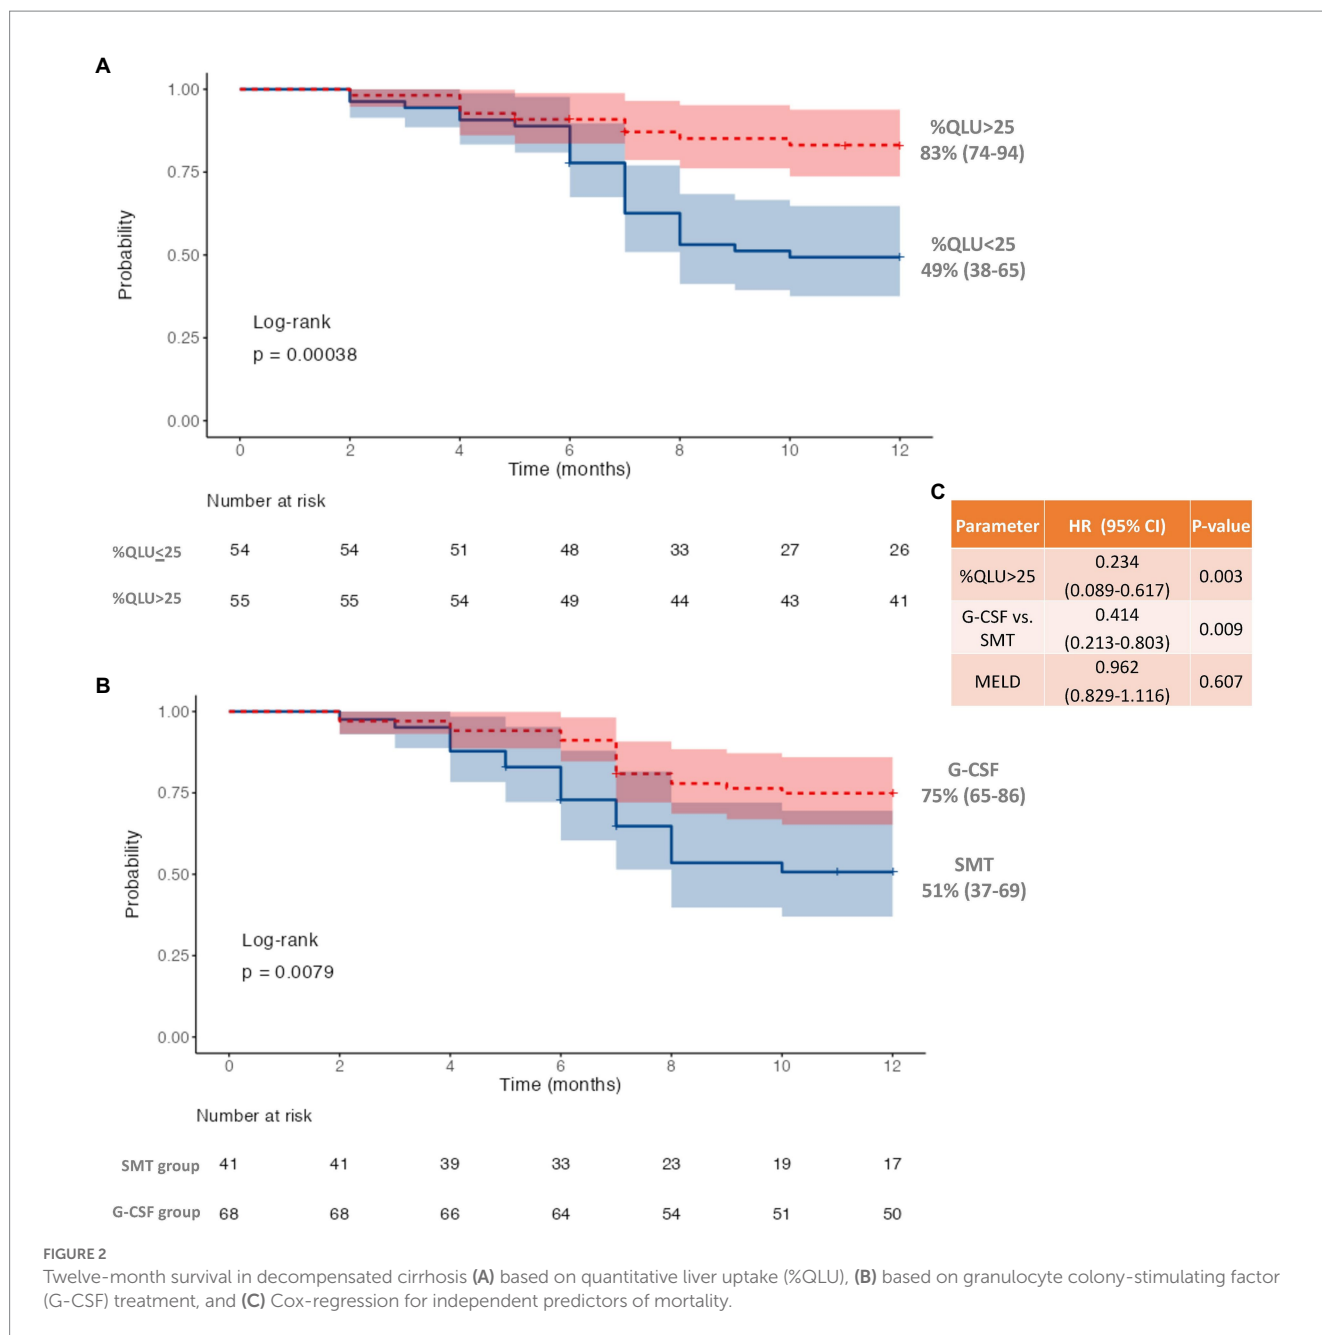 A
1.00
0.75
0.50
0.25
0.00
Probability
%QLU>25
83% (74-94)
%QLU<25
49% (38-65)
Log-rank
p = 0.00038
0 2 4 6 8 10 12
Time (months)
Number at risk
%QLU≤25 54 54 51 48 33 27 26
%QLU>25 55 55 54 49 44 43 41
C
Parameter HR (95% CI) P-value
%QLU>25 0.234 (0.089-0.617) 0.003
G-CSF vs. SMT 0.414 (0.213-0.803) 0.009
MELD 0.962 (0.829-1.116) 0.607
B
1.00
0.75
0.50
0.25
0.00
Probability
G-CSF
75% (65-86)
SMT
51% (37-69)
Log-rank
p = 0.0079
0 2 4 6 8 10 12
Time (months)
Number at risk
SMT group 41 41 39 33 23 19 17
G-CSF group 68 68 66 64 54 51 50
FIGURE 2
Twelve-month survival in decompensated cirrhosis (A) based on quantitative liver uptake (%QLU), (B) based on granulocyte colony-stimulating factor
(G-CSF) treatment, and (C) Cox-regression for independent predictors of mortality.